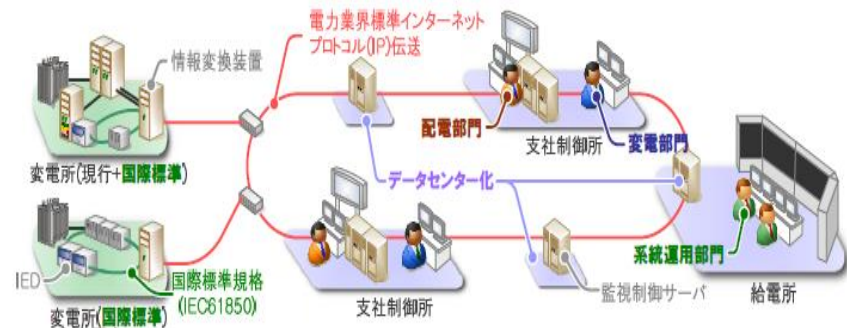 電力業界標準インターネット
プロトコル(IP)伝送
情報変換装置
配電部門
支社制御所
変電部門
変電所(現行+国際標準)
データセンター化
系統運用部門
IED
国際標準規格
(IEC61850)
支社制御所
監視制御サーバ
給電所
変電所(国際標準)